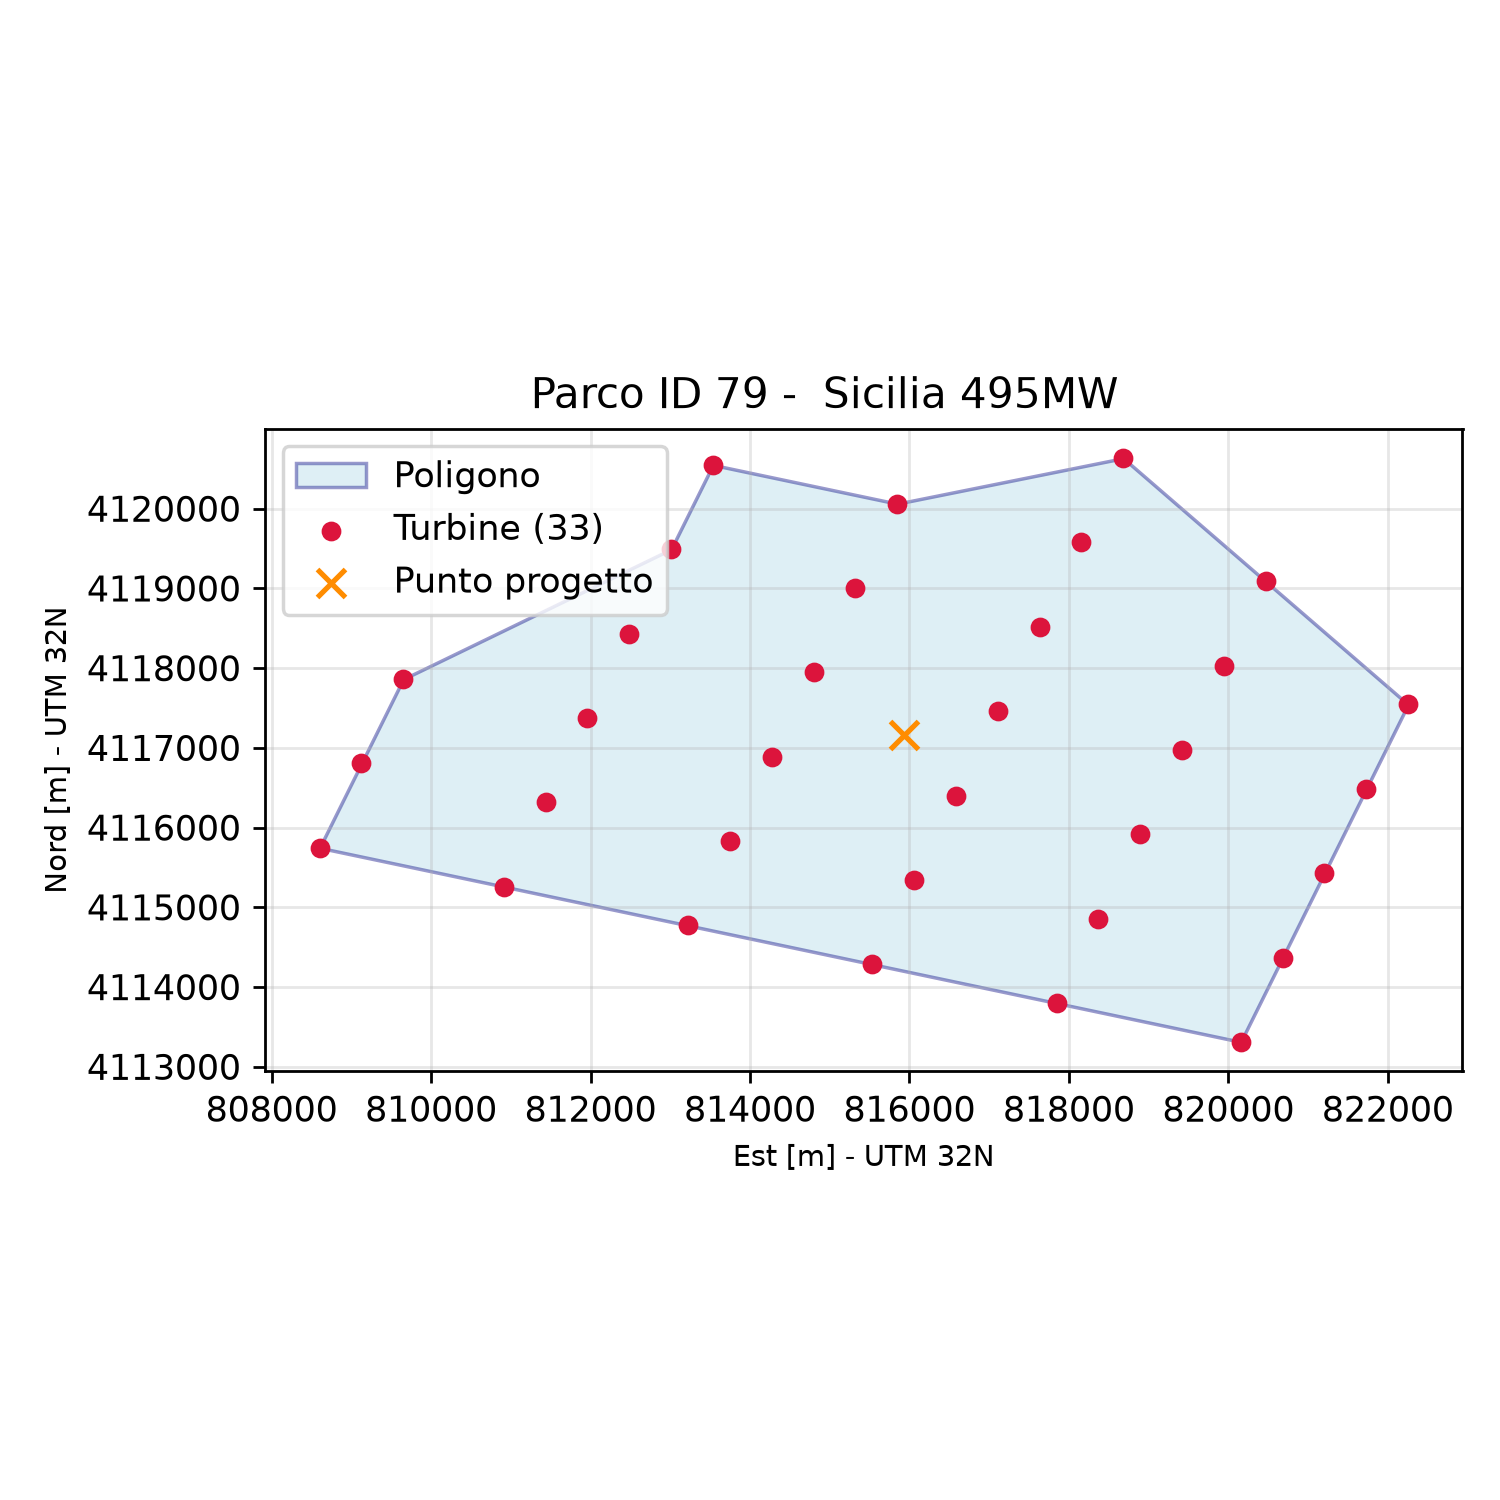 Parco ID 79 -  Sicilia 495MW
Poligono
Turbine (33)
Punto progetto
4120000
4119000
4118000
4117000
4116000
4115000
4114000
4113000
Nord [m] - UTM 32N
808000 810000 812000 814000 816000 818000 820000 822000
Est [m] - UTM 32N